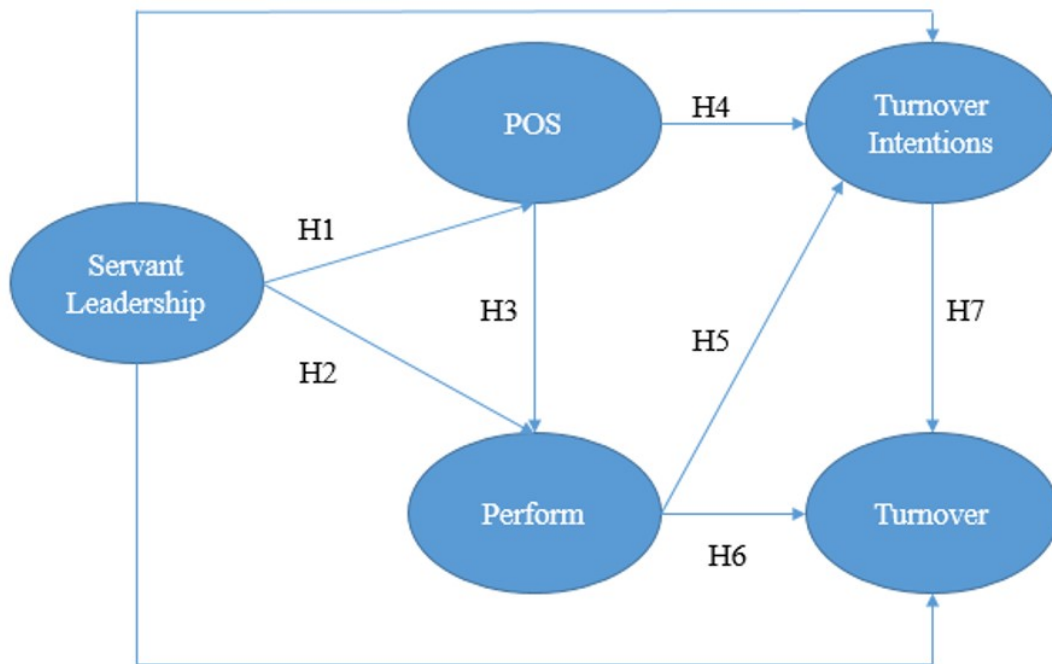 POS
H4
Turnover
Intentions
Servant
Leadership
H1
H2
H3
H5
H7
Perform
H6
Turnover